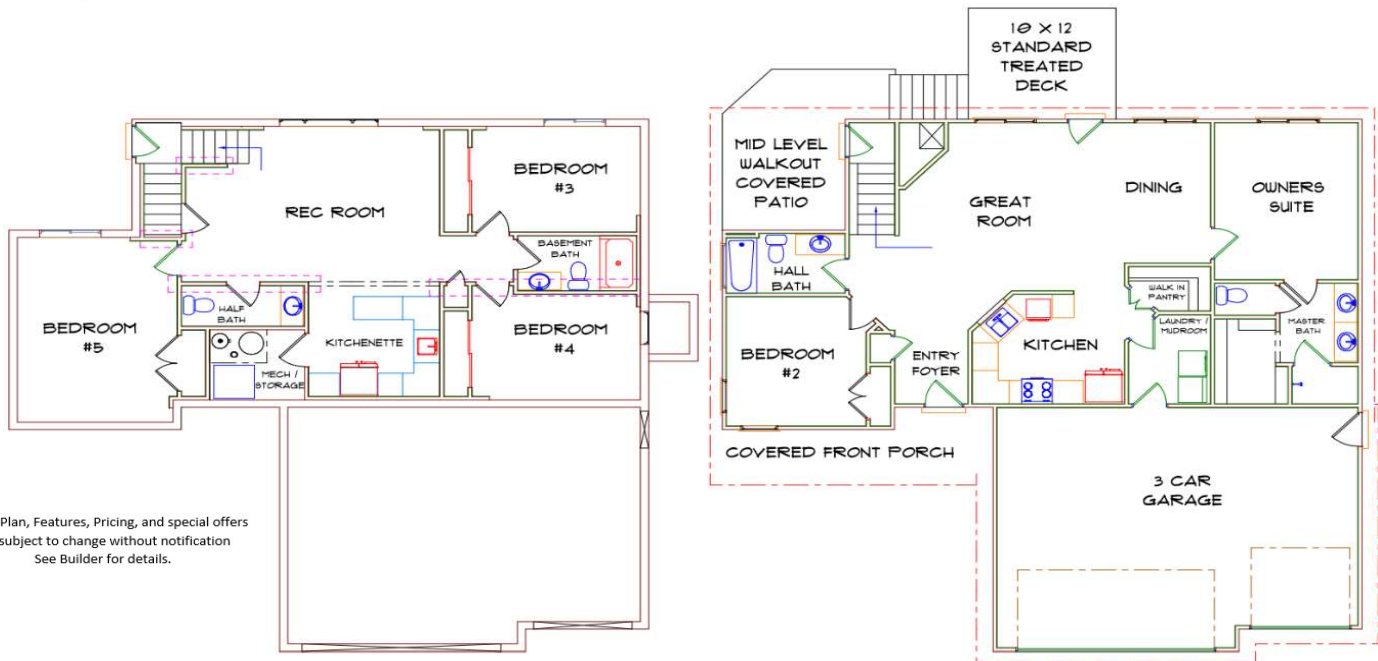 REC ROOM
BEDROOM
#3
BASEMENT
BATH
BEDROOM
#5
HALF
BATH
MECH /
STORAGE
KITCHENETTE
BEDROOM
#4
Plan, Features, Pricing, and special offers
subject to change without notification
See Builder for details.
10 X 12
STANDARD
TREATED
DECK
MID LEVEL
WALKOUT
COVERED
PATIO
GREAT
ROOM
DINING
OWNERS
SUITE
HALL
BATH
WALK IN
PANTRY
LAUNDRY /
MUDROOM
MASTER
BATH
BEDROOM
#2
ENTRY
FOYER
KITCHEN
COVERED FRONT PORCH
3 CAR
GARAGE